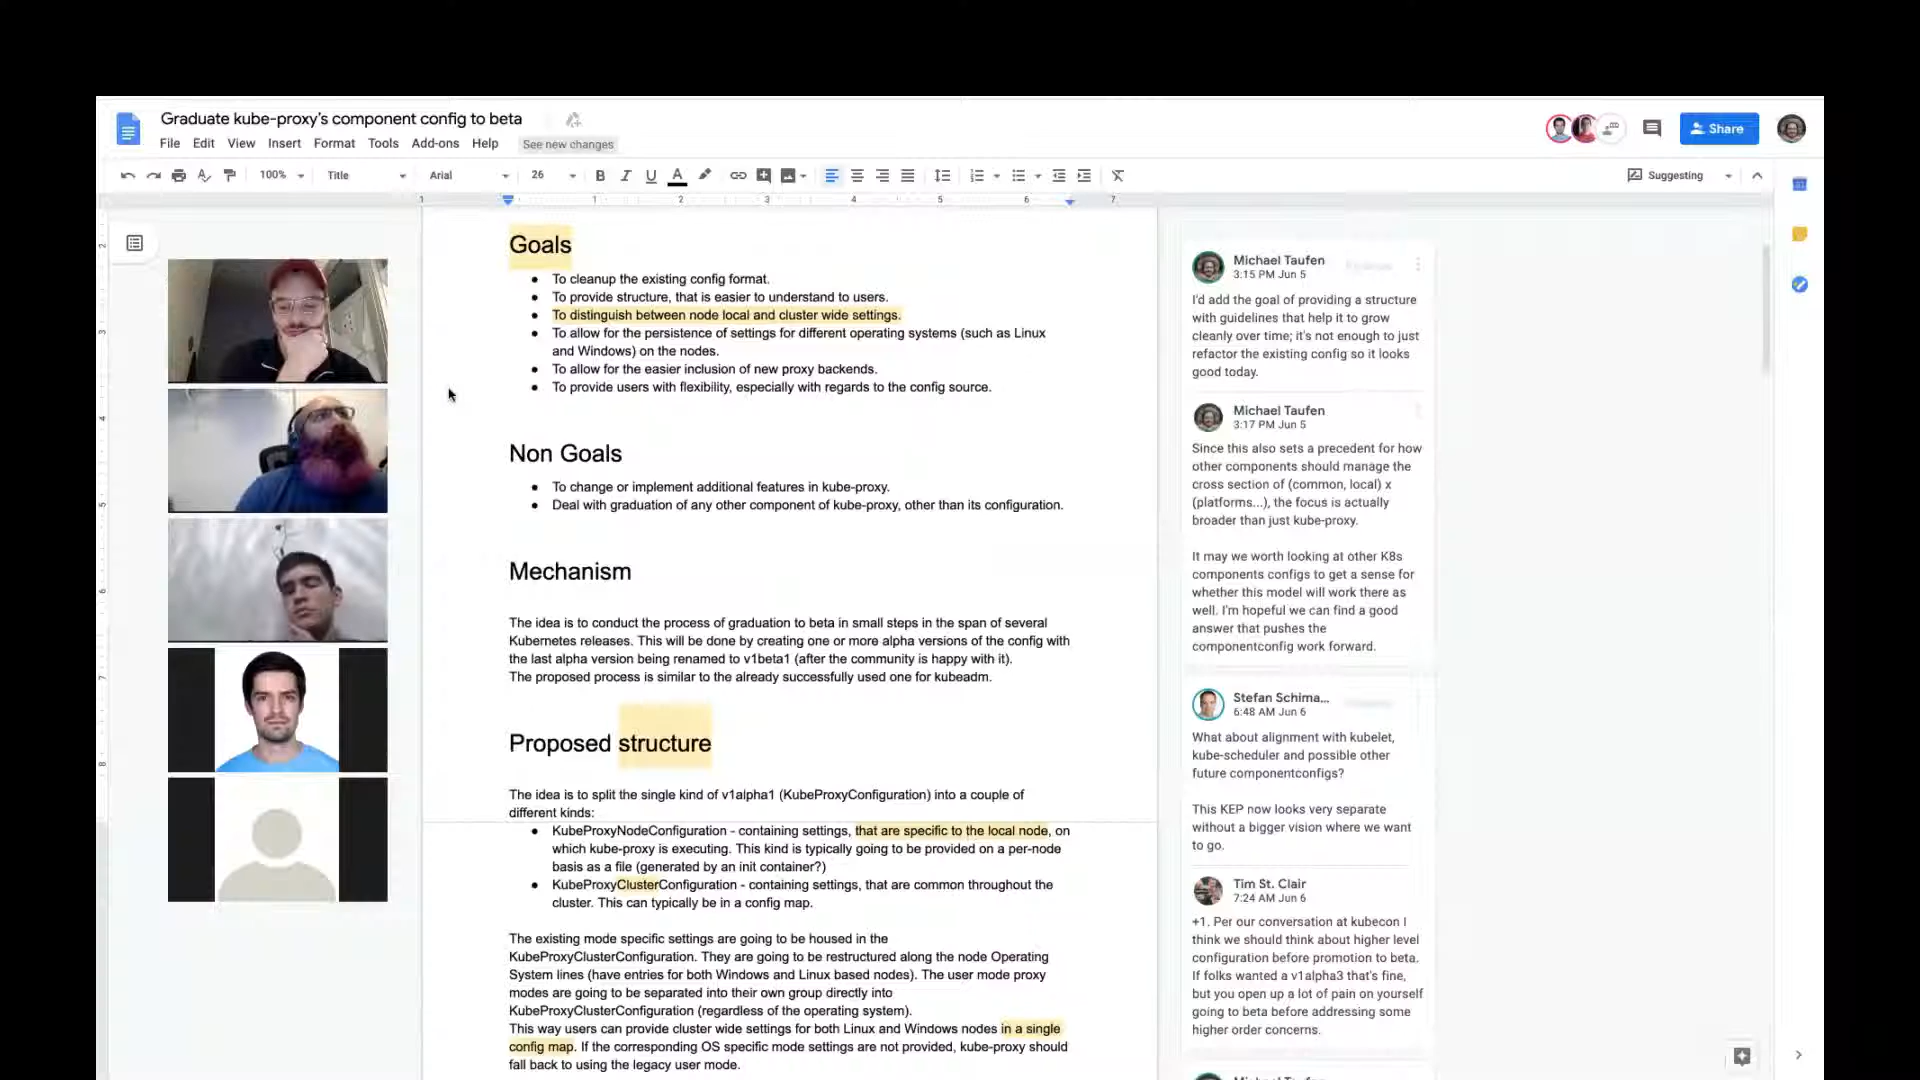 Graduate kube-proxy's component config to beta
File Edit View Insert Format Tools Add-ons Help See new changes
Share
100% Title Arial 26 B I U A Suggesting
1 1 2 3 4 5 6 7
Goals
● To cleanup the existing config format.
● To provide structure, that is easier to understand to users.
● To distinguish between node local and cluster wide settings.
● To allow for the persistence of settings for different operating systems (such as Linux
and Windows) on the nodes.
● To allow for the easier inclusion of new proxy backends.
● To provide users with flexibility, especially with regards to the config source.
Non Goals
● To change or implement additional features in kube-proxy.
● Deal with graduation of any other component of kube-proxy, other than its configuration.
Mechanism
The idea is to conduct the process of graduation to beta in small steps in the span of several
Kubernetes releases. This will be done by creating one or more alpha versions of the config with
the last alpha version being renamed to v1beta1 (after the community is happy with it).
The proposed process is similar to the already successfully used one for kubeadm.
Proposed structure
The idea is to split the single kind of v1alpha1 (KubeProxyConfiguration) into a couple of
different kinds:
● KubeProxyNodeConfiguration - containing settings, that are specific to the local node, on
which kube-proxy is executing. This kind is typically going to be provided on a per-node
basis as a file (generated by an init container?)
● KubeProxyClusterConfiguration - containing settings, that are common throughout the
cluster. This can typically be in a config map.
The existing mode specific settings are going to be housed in the
KubeProxyClusterConfiguration. They are going to be restructured along the node Operating
System lines (have entries for both Windows and Linux based nodes). The user mode proxy
modes are going to be separated into their own group directly into
KubeProxyClusterConfiguration (regardless of the operating system).
This way users can provide cluster wide settings for both Linux and Windows nodes in a single
config map. If the corresponding OS specific mode settings are not provided, kube-proxy should
fall back to using the legacy user mode.
Michael Taufen
3:15 PM Jun 5
I'd add the goal of providing a structure
with guidelines that help it to grow
cleanly over time; it's not enough to just
refactor the existing config so it looks
good today.
Michael Taufen
3:17 PM Jun 5
Since this also sets a precedent for how
other components should manage the
cross section of (common, local) x
(platforms...), the focus is actually
broader than just kube-proxy.
It may we worth looking at other K8s
components configs to get a sense for
whether this model will work there as
well. I'm hopeful we can find a good
answer that pushes the
componentconfig work forward.
Stefan Schima...
6:48 AM Jun 6
What about alignment with kubelet,
kube-scheduler and possible other
future componentconfigs?
This KEP now looks very separate
without a bigger vision where we want
to go.
Tim St. Clair
7:24 AM Jun 6
+1. Per our conversation at kubecon I
think we should think about higher level
configuration before promotion to beta.
If folks wanted a v1alpha3 that's fine,
but you open up a lot of pain on yourself
going to beta before addressing some
higher order concerns.
Michael Taufen